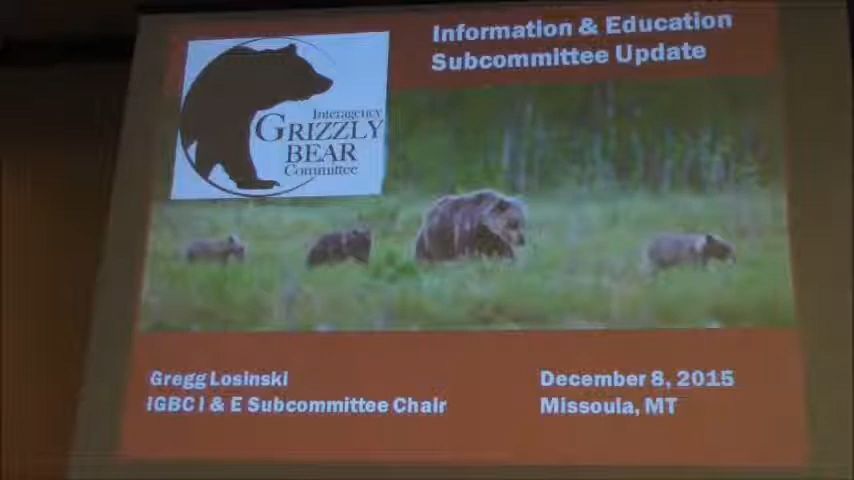 Information & Education
Subcommittee Update
Interagency
GRIZZLY
BEAR
Committee
Gregg Losinski
IGBC I & E Subcommittee Chair
December 8, 2015
Missoula, MT